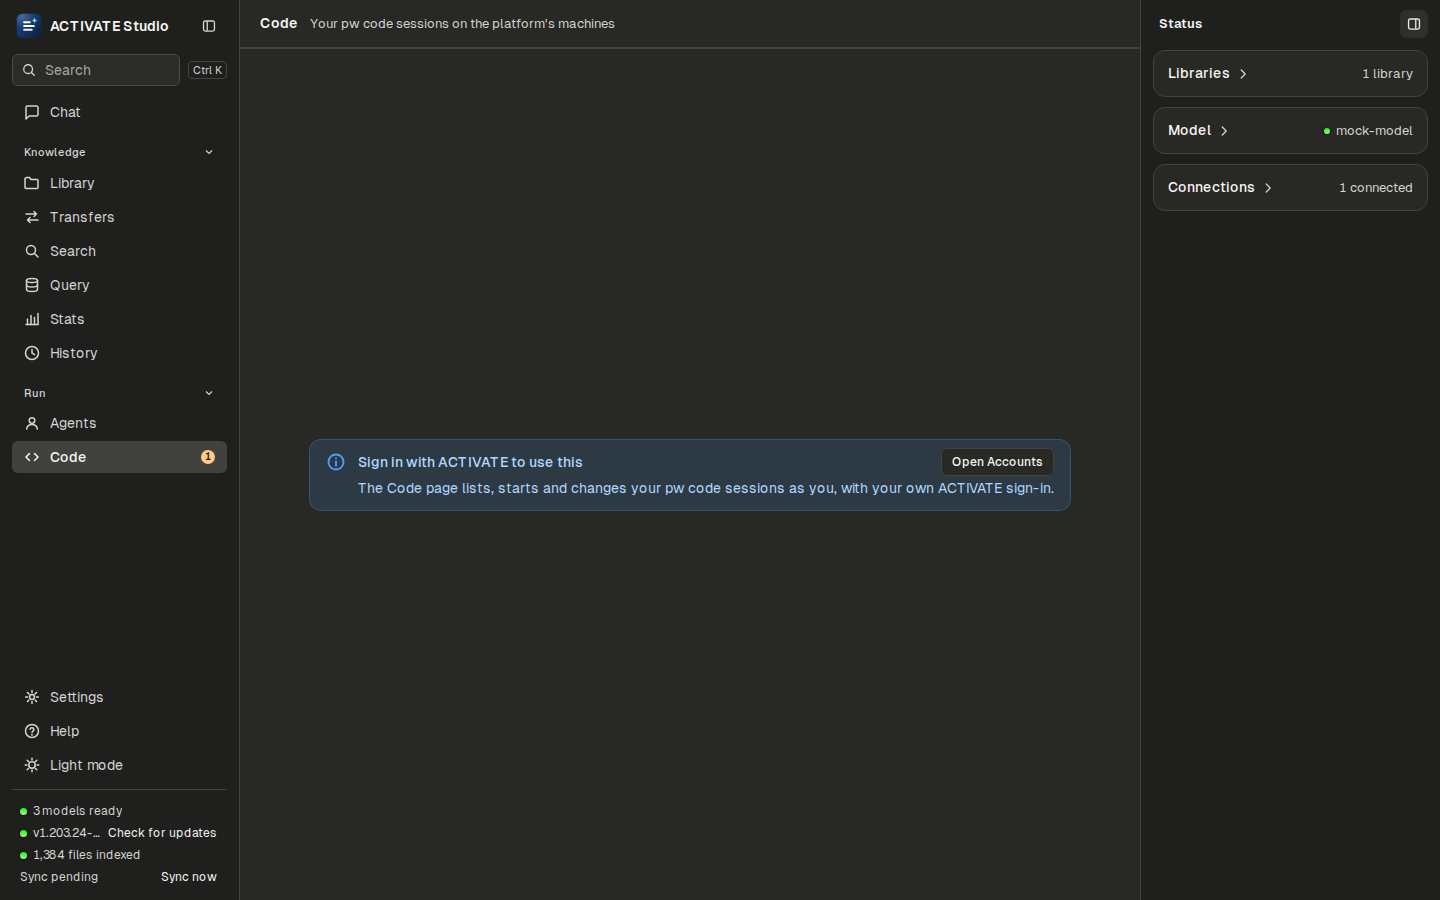 ACTIVATE Studio
Search
Ctrl K
Chat
Knowledge
Library
Transfers
Search
Query
Stats
History
Run
Agents
Code
1
Settings
Help
Light mode
3 models ready
v1.203.24-… Check for updates
1,384 files indexed
Sync pending Sync now
Code Your pw code sessions on the platform's machines
Sign in with ACTIVATE to use this
Open Accounts
The Code page lists, starts and changes your pw code sessions as you, with your own ACTIVATE sign-in.
Status
Libraries 1 library
Model mock-model
Connections 1 connected